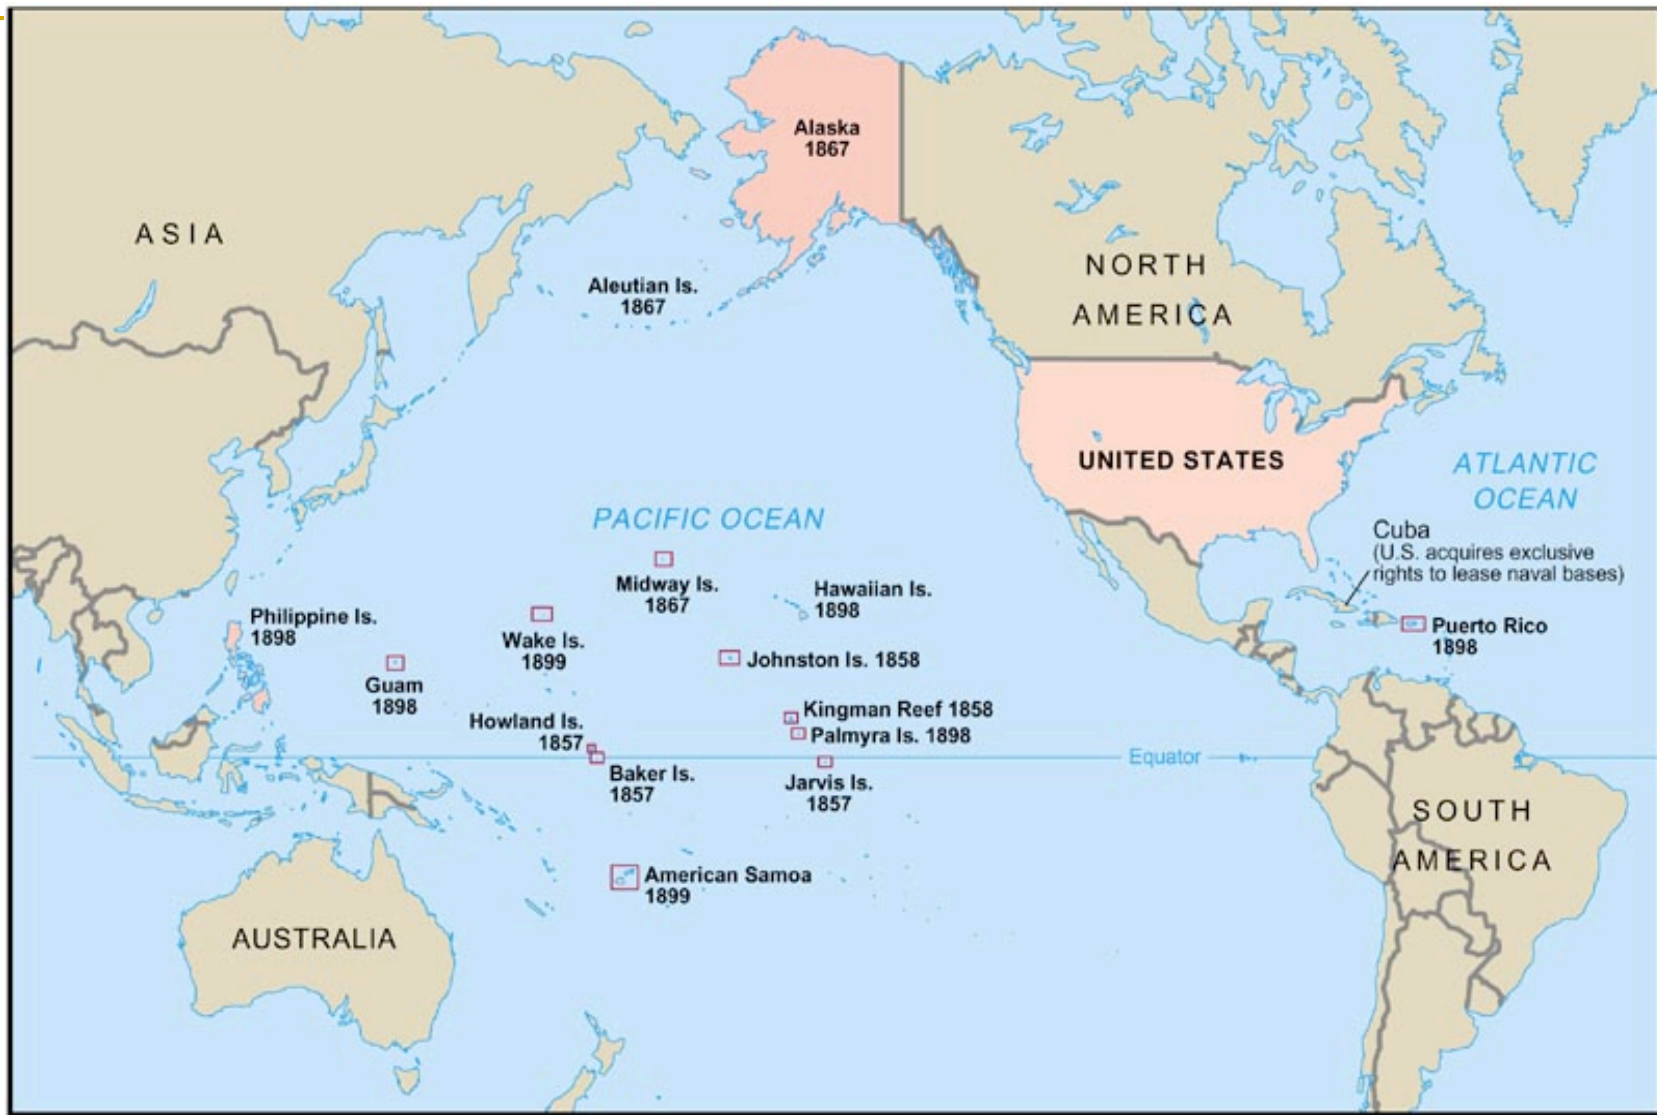 Alaska
1867
ASIA
NORTH
AMERICA
Aleutian Is.
1867
UNITED STATES
ATLANTIC
OCEAN
PACIFIC OCEAN
Cuba
(U.S. acquires exclusive
rights to lease naval bases)
Midway Is.
1867
Hawaiian Is.
1898
Philippine Is.
1898
Wake Is.
1899
Puerto Rico
1898
Johnston Is. 1858
Guam
1898
Kingman Reef 1858
Howland Is.
1857
Palmyra Is. 1898
Equator
Baker Is.
1857
Jarvis Is.
1857
SOUTH
AMERICA
American Samoa
1899
AUSTRALIA